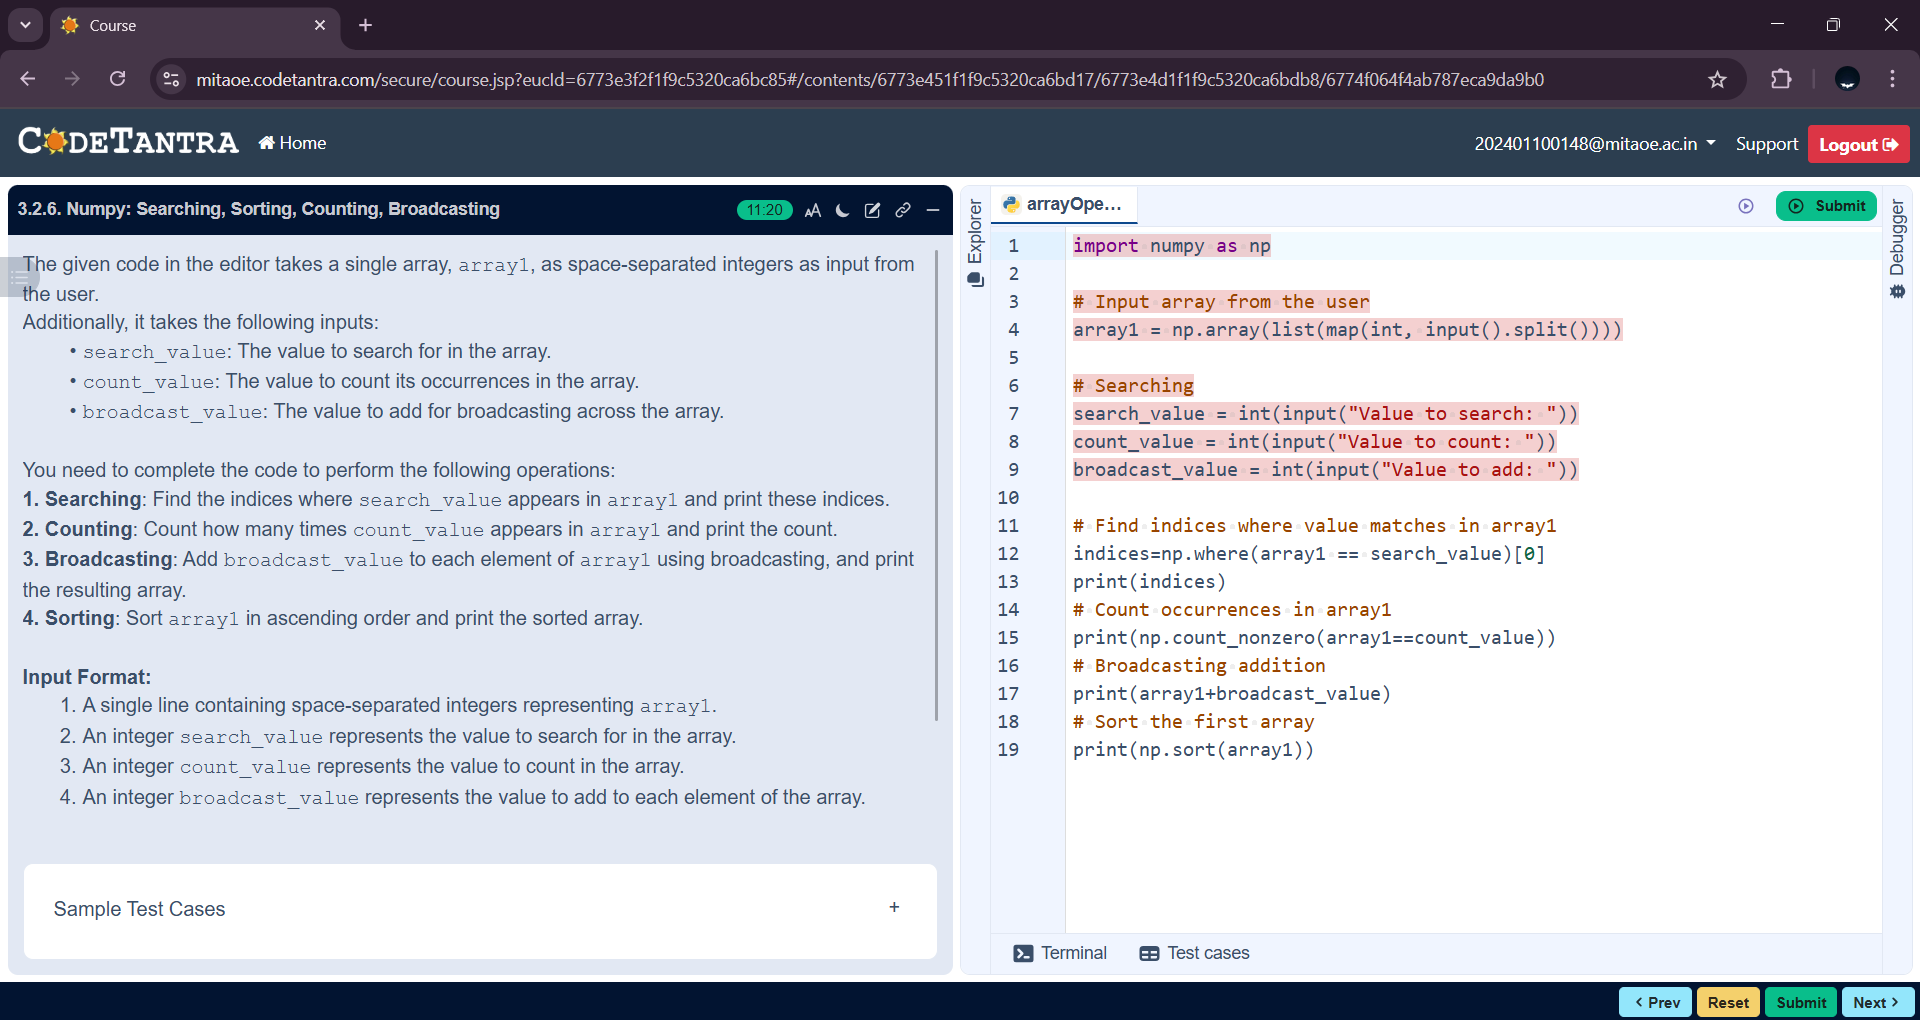 Course
mitaoe.codetantra.com/secure/course.jsp?eucId=6773e3f2f1f9c5320ca6bc85#/contents/6773e451f1f9c5320ca6bd17/6773e4d1f1f9c5320ca6bdb8/6774f064f4ab787eca9da9b0
CODETANTRA
Home
202401100148@mitaoe.ac.in
Support
Logout
3.2.6. Numpy: Searching, Sorting, Counting, Broadcasting
11:20
AA
The given code in the editor takes a single array, array1, as space-separated integers as input from
the user.
Additionally, it takes the following inputs:
• search_value: The value to search for in the array.
• count_value: The value to count its occurrences in the array.
• broadcast_value: The value to add for broadcasting across the array.
You need to complete the code to perform the following operations:
1. Searching: Find the indices where search_value appears in array1 and print these indices.
2. Counting: Count how many times count_value appears in array1 and print the count.
3. Broadcasting: Add broadcast_value to each element of array1 using broadcasting, and print
the resulting array.
4. Sorting: Sort array1 in ascending order and print the sorted array.
Input Format:
1. A single line containing space-separated integers representing array1.
2. An integer search_value represents the value to search for in the array.
3. An integer count_value represents the value to count in the array.
4. An integer broadcast_value represents the value to add to each element of the array.
Sample Test Cases
+
Explorer
arrayOpe...
Submit
Debugger
1 import numpy as np
2
3 # Input array from the user
4 array1 = np.array(list(map(int, input().split())))
5
6 # Searching
7 search_value = int(input("Value to search: "))
8 count_value = int(input("Value to count: "))
9 broadcast_value = int(input("Value to add: "))
10
11 # Find indices where value matches in array1
12 indices=np.where(array1 == search_value)[0]
13 print(indices)
14 # Count occurrences in array1
15 print(np.count_nonzero(array1==count_value))
16 # Broadcasting addition
17 print(array1+broadcast_value)
18 # Sort the first array
19 print(np.sort(array1))
Terminal
Test cases
< Prev
Reset
Submit
Next >